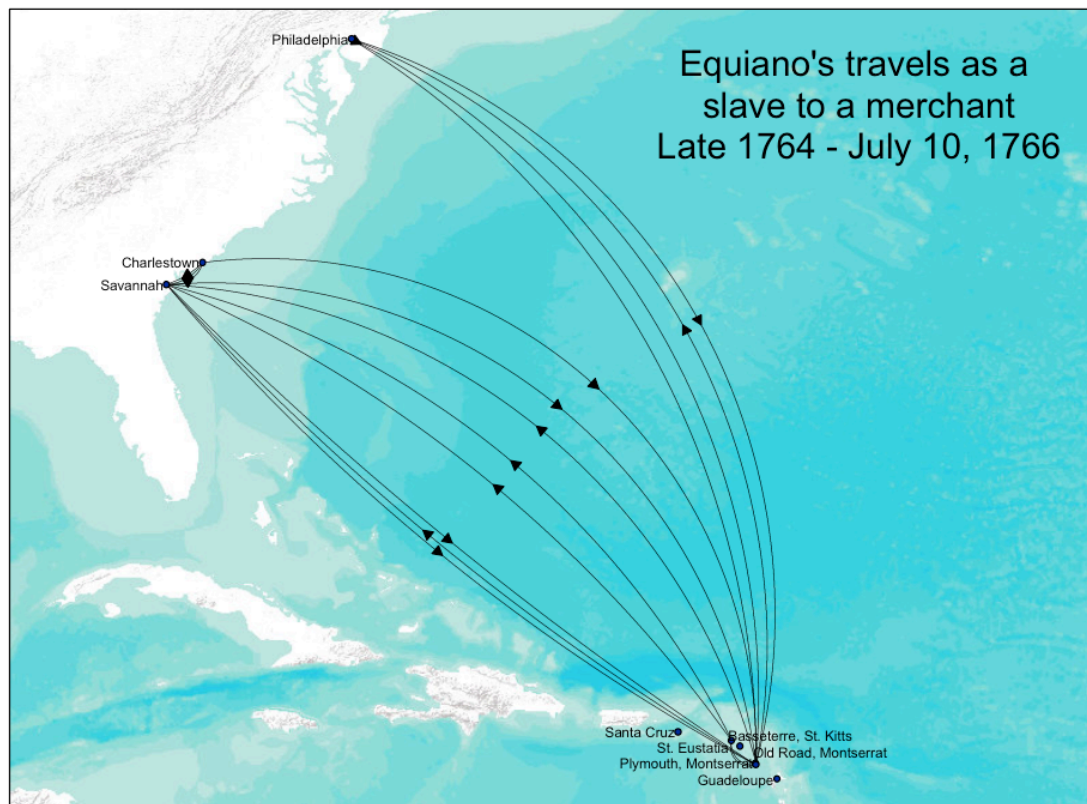 Philadelphia
Equiano's travels as a
slave to a merchant
Late 1764 - July 10, 1766
Charlestown
Savannah
Santa Cruz
Basseterre, St. Kitts
St. Eustatia
Old Road, Montserrat
Plymouth, Montserrat
Guadeloupe